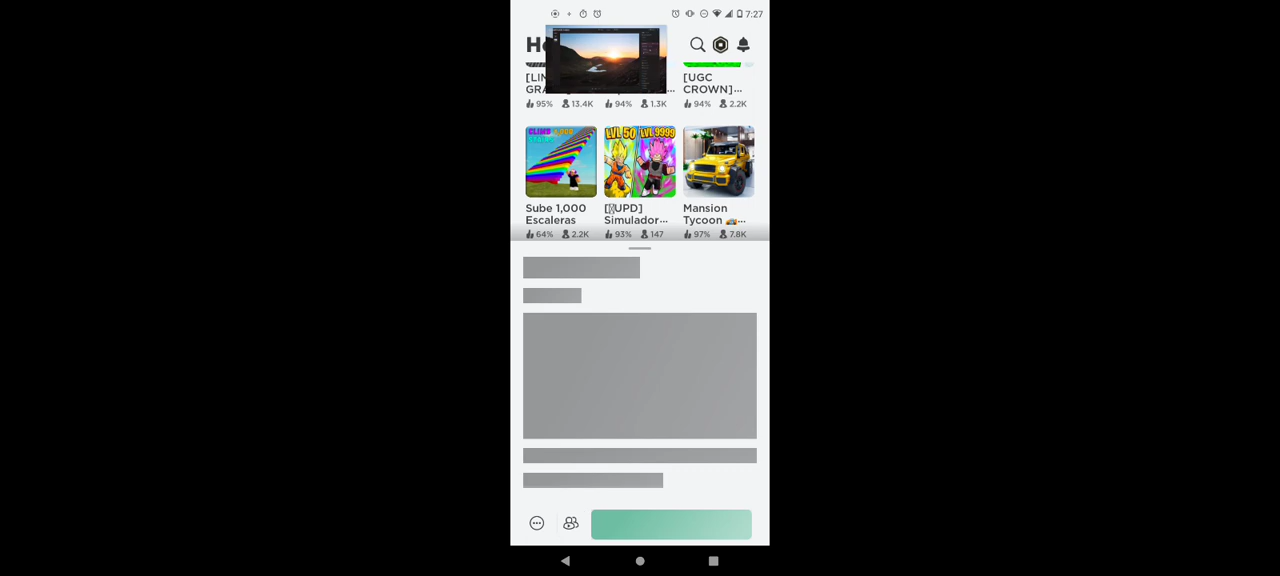 7:27
[UGC
CROWN]...
95% 13.4K 94% 1.3K 94% 2.2K
CLIMB
LVL 50 LVL 9999
Sube 1,000
Escaleras
UPD]
Simulador...
Mansion
Tycoon 🚚...
64% 2.2K 93% 147 97% 7.8K